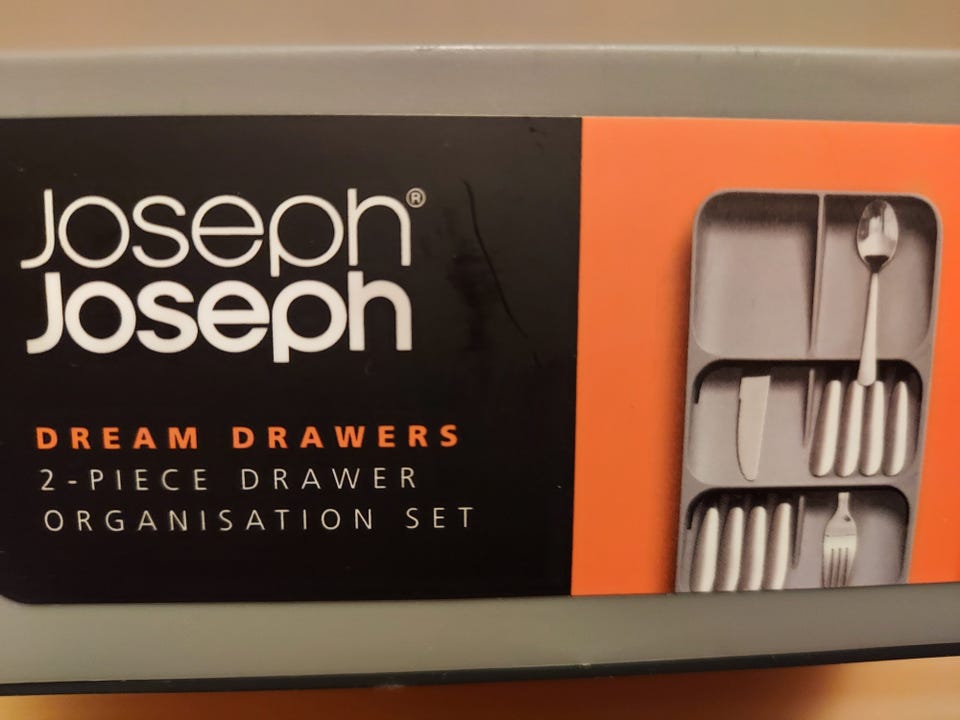 Joseph®
Joseph
DREAM DRAWERS
2-PIECE DRAWER
ORGANISATION SET